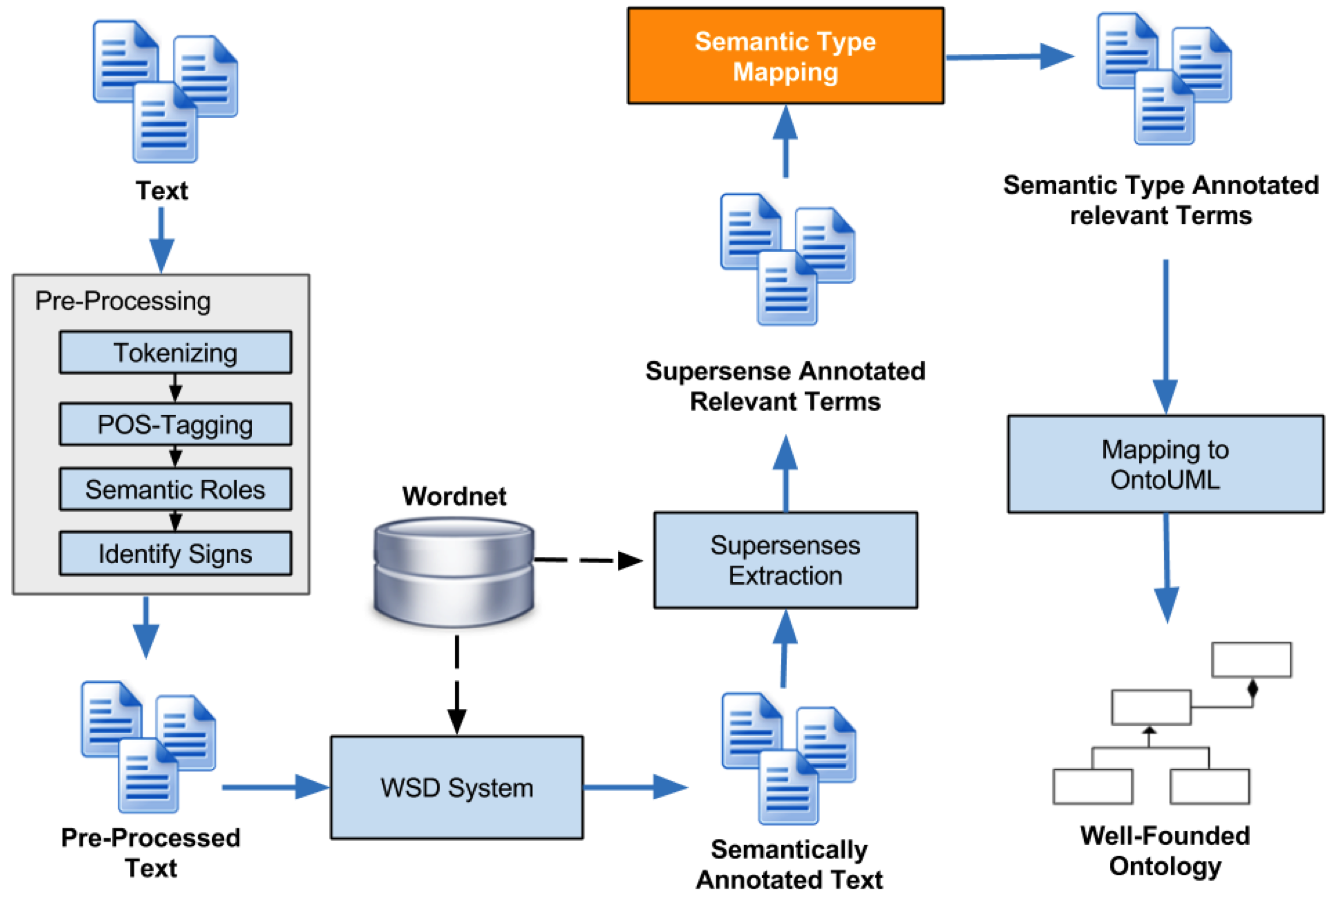 Text
Pre-Processing
Tokenizing
POS-Tagging
Semantic Roles
Identify Signs
Pre-Processed
Text
WSD System
Wordnet
Semantically
Annotated Text
Supersenses
Extraction
Supersense Annotated
Relevant Terms
Semantic Type
Mapping
Semantic Type Annotated
relevant Terms
Mapping to
OntoUML
Well-Founded
Ontology